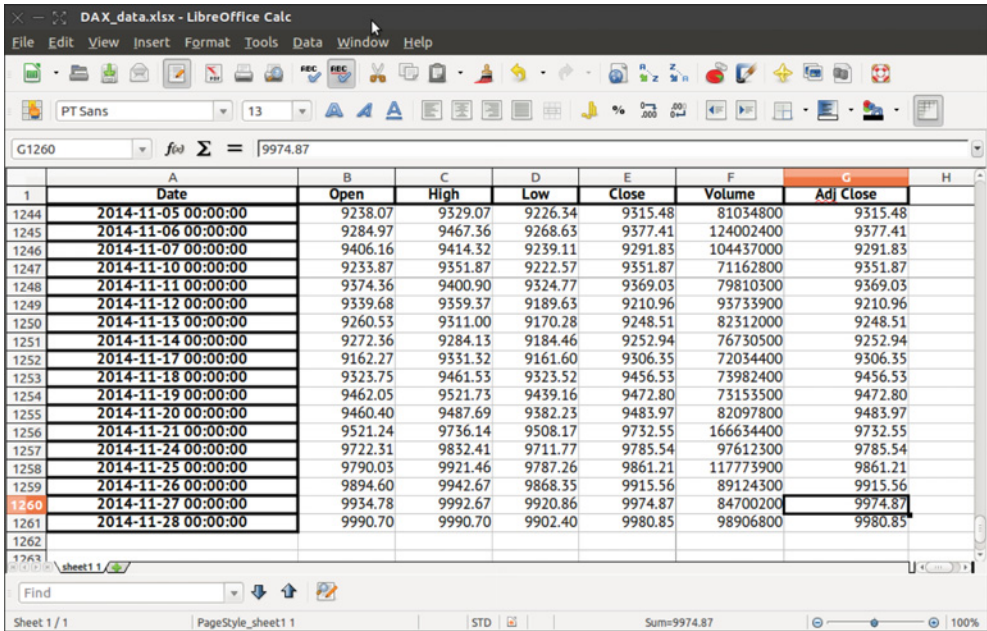 DAX_data.xlsx - LibreOffice Calc
File Edit View Insert Format Tools Data Window Help
PT Sans 13
G1260 f(x) Σ = 9974.87
A B C D E F G H
1 Date Open High Low Close Volume Adj Close
1244 2014-11-05 00:00:00 9238.07 9329.07 9226.34 9315.48 81034800 9315.48
1245 2014-11-06 00:00:00 9284.97 9467.36 9268.63 9377.41 124002400 9377.41
1246 2014-11-07 00:00:00 9406.16 9414.32 9239.11 9291.83 104437000 9291.83
1247 2014-11-10 00:00:00 9233.87 9351.87 9222.57 9351.87 71162800 9351.87
1248 2014-11-11 00:00:00 9374.36 9400.90 9324.77 9369.03 79810300 9369.03
1249 2014-11-12 00:00:00 9339.68 9359.37 9189.63 9210.96 93733900 9210.96
1250 2014-11-13 00:00:00 9260.53 9311.00 9170.28 9248.51 82312000 9248.51
1251 2014-11-14 00:00:00 9272.36 9284.13 9184.46 9252.94 76730500 9252.94
1252 2014-11-17 00:00:00 9162.27 9331.32 9161.60 9306.35 72034400 9306.35
1253 2014-11-18 00:00:00 9323.75 9461.53 9323.52 9456.53 73982400 9456.53
1254 2014-11-19 00:00:00 9462.05 9521.73 9439.16 9472.80 73153500 9472.80
1255 2014-11-20 00:00:00 9460.40 9487.69 9382.23 9483.97 82097800 9483.97
1256 2014-11-21 00:00:00 9521.24 9736.14 9508.17 9732.55 166634400 9732.55
1257 2014-11-24 00:00:00 9722.31 9832.41 9711.77 9785.54 97612300 9785.54
1258 2014-11-25 00:00:00 9790.03 9921.46 9787.26 9861.21 117773900 9861.21
1259 2014-11-26 00:00:00 9894.60 9942.67 9868.35 9915.56 89124300 9915.56
1260 2014-11-27 00:00:00 9934.78 9992.67 9920.86 9974.87 84700200 9974.87
1261 2014-11-28 00:00:00 9990.70 9990.70 9902.40 9980.85 98906800 9980.85
1262
1263
sheet1 1
Find
Sheet 1 / 1 PageStyle_sheet1 1 STD Sum=9974.87 100%